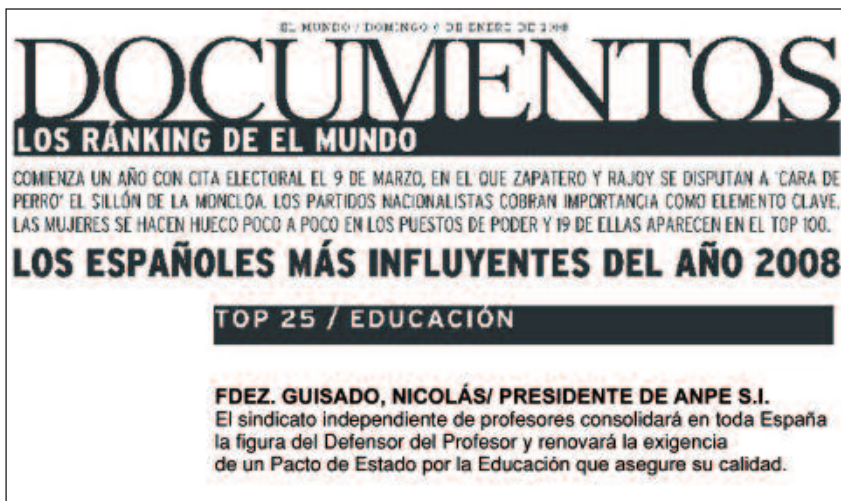 EL MUNDO / DOMINGO 6 DE ENERO DE 2008
DOCUMENTOS
LOS RÁNKING DE EL MUNDO
COMIENZA UN AÑO CON CITA ELECTORAL EL 9 DE MARZO, EN EL QUE ZAPATERO Y RAJOY SE DISPUTAN A 'CARA DE
PERRO' EL SILLÓN DE LA MONCLOA. LOS PARTIDOS NACIONALISTAS COBRAN IMPORTANCIA COMO ELEMENTO CLAVE.
LAS MUJERES SE HACEN HUECO POCO A POCO EN LOS PUESTOS DE PODER Y 19 DE ELLAS APARECEN EN EL TOP 100.
LOS ESPAÑOLES MÁS INFLUYENTES DEL AÑO 2008
TOP 25 / EDUCACIÓN
FDEZ. GUISADO, NICOLÁS/ PRESIDENTE DE ANPE S.I.
El sindicato independiente de profesores consolidará en toda España
la figura del Defensor del Profesor y renovará la exigencia
de un Pacto de Estado por la Educación que asegure su calidad.